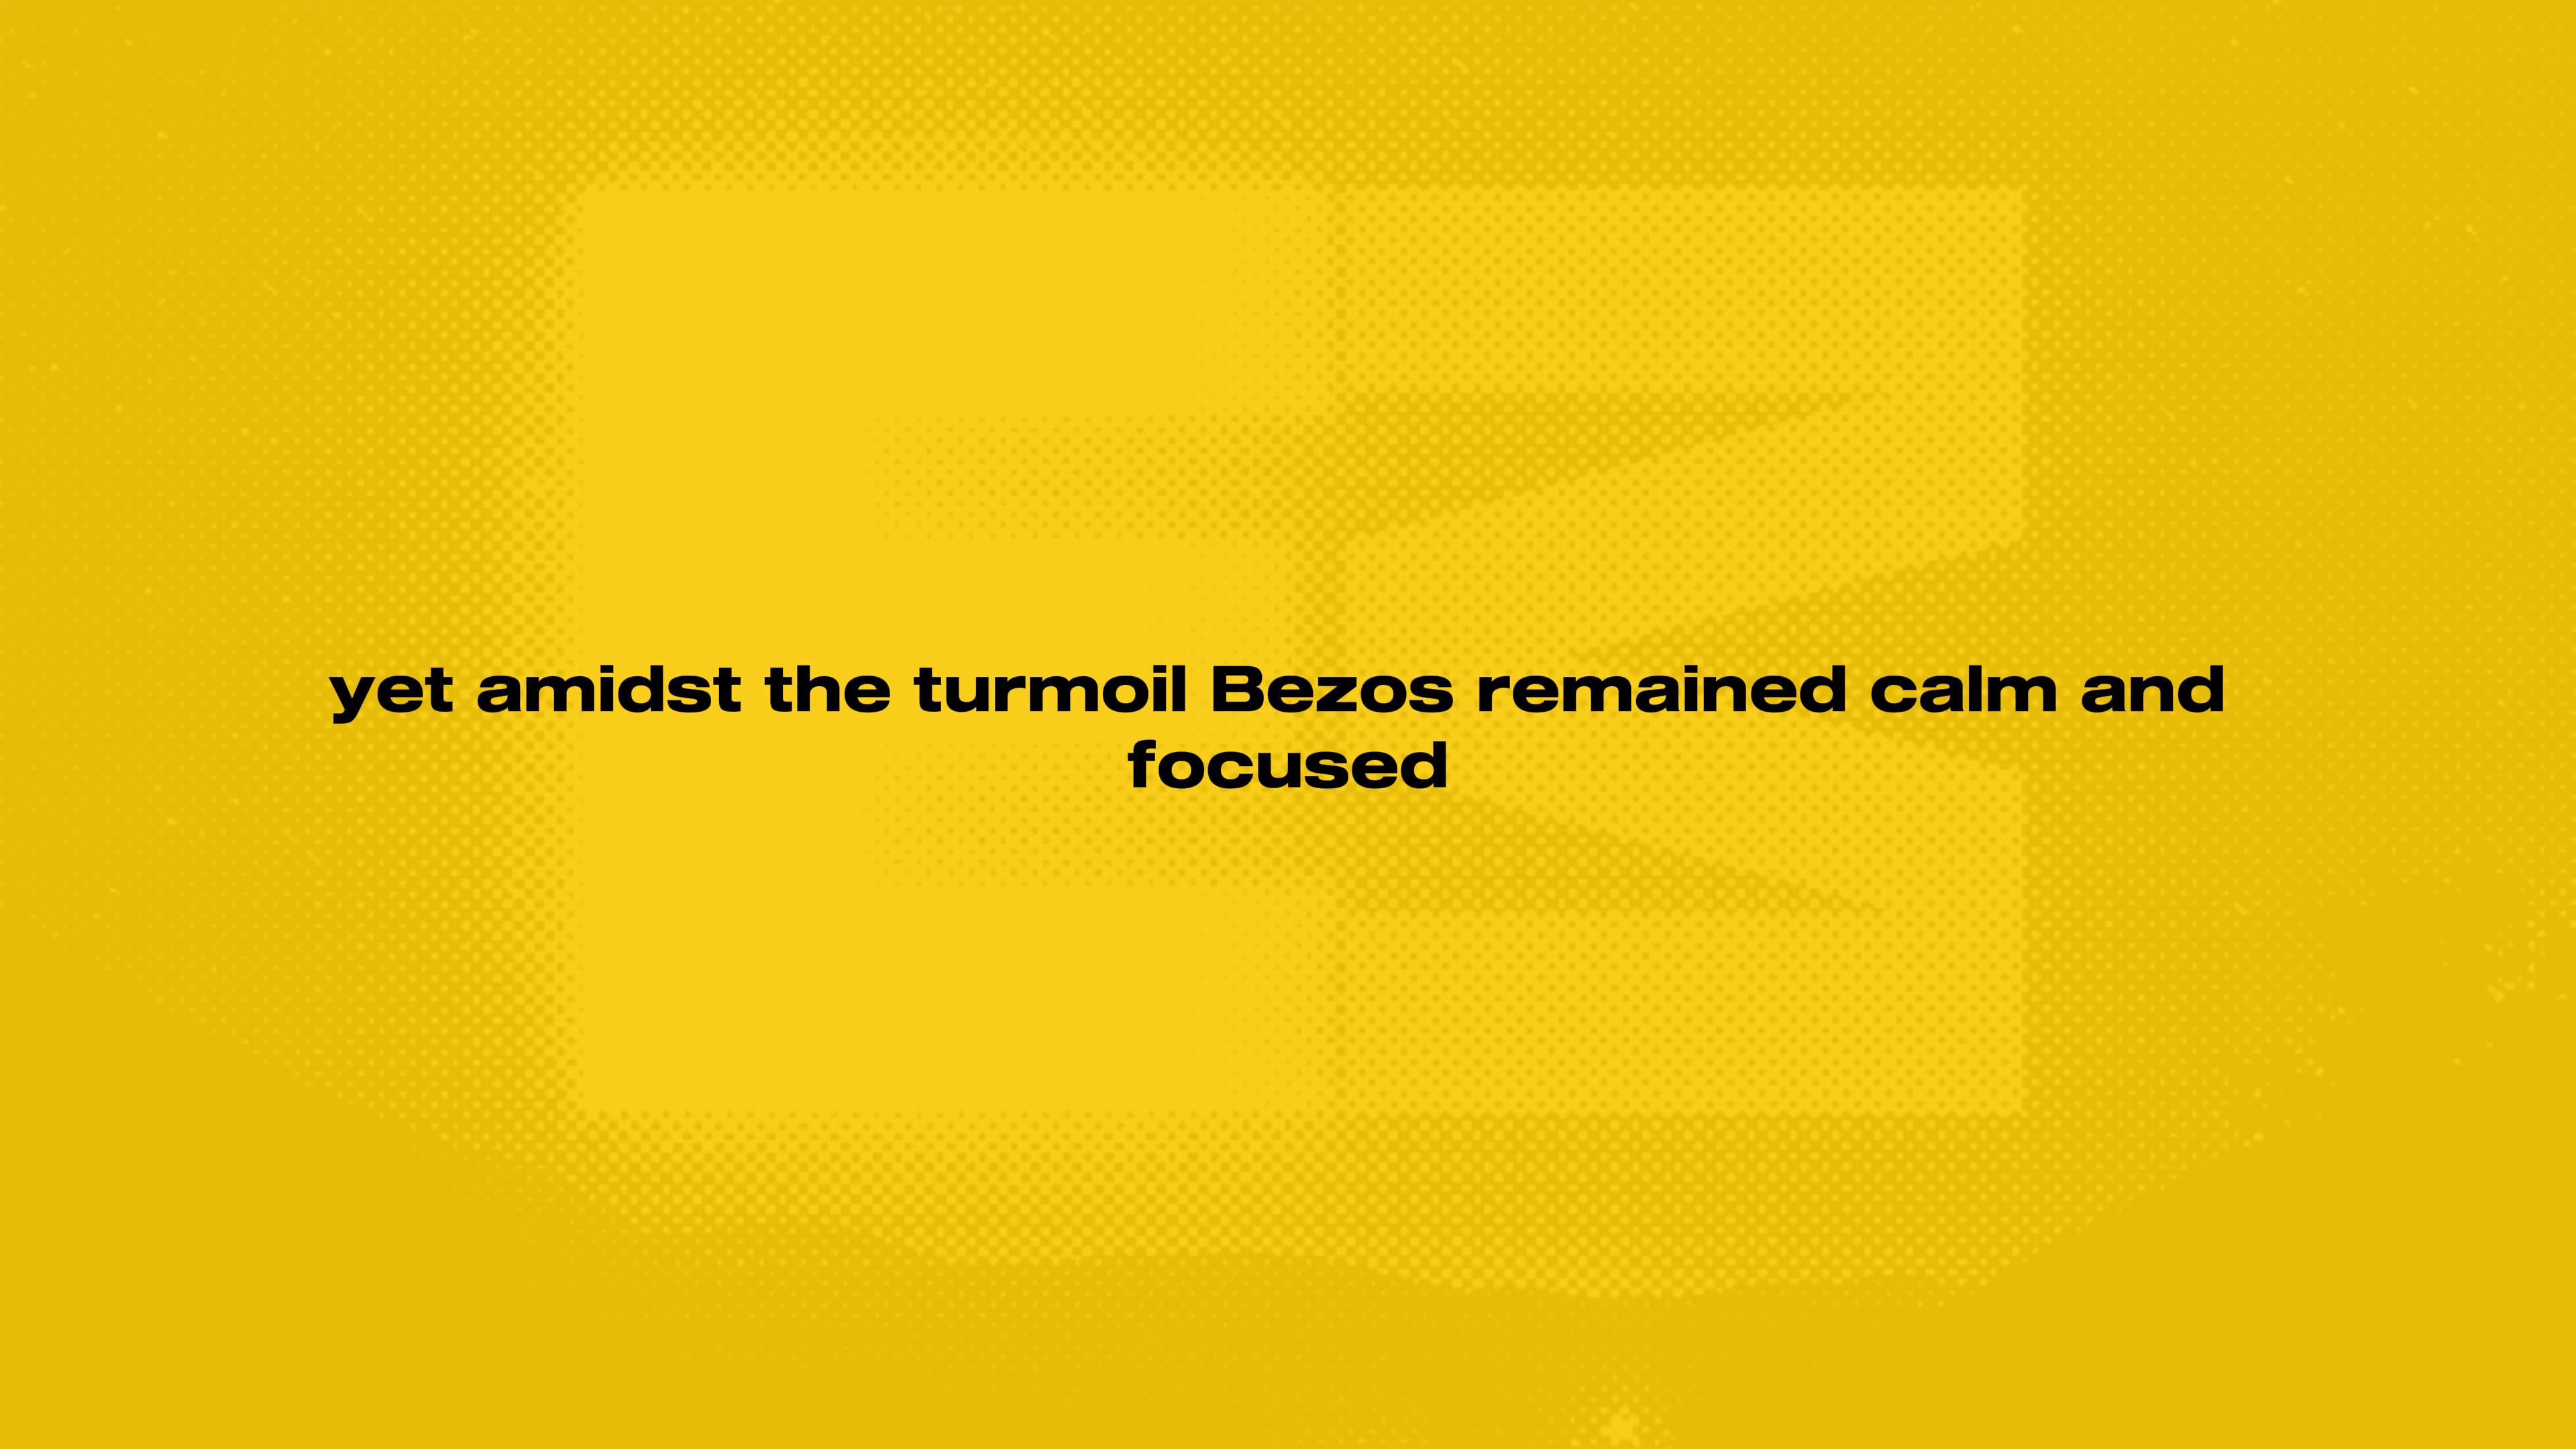 yet amidst the turmoil Bezos remained calm and
focused